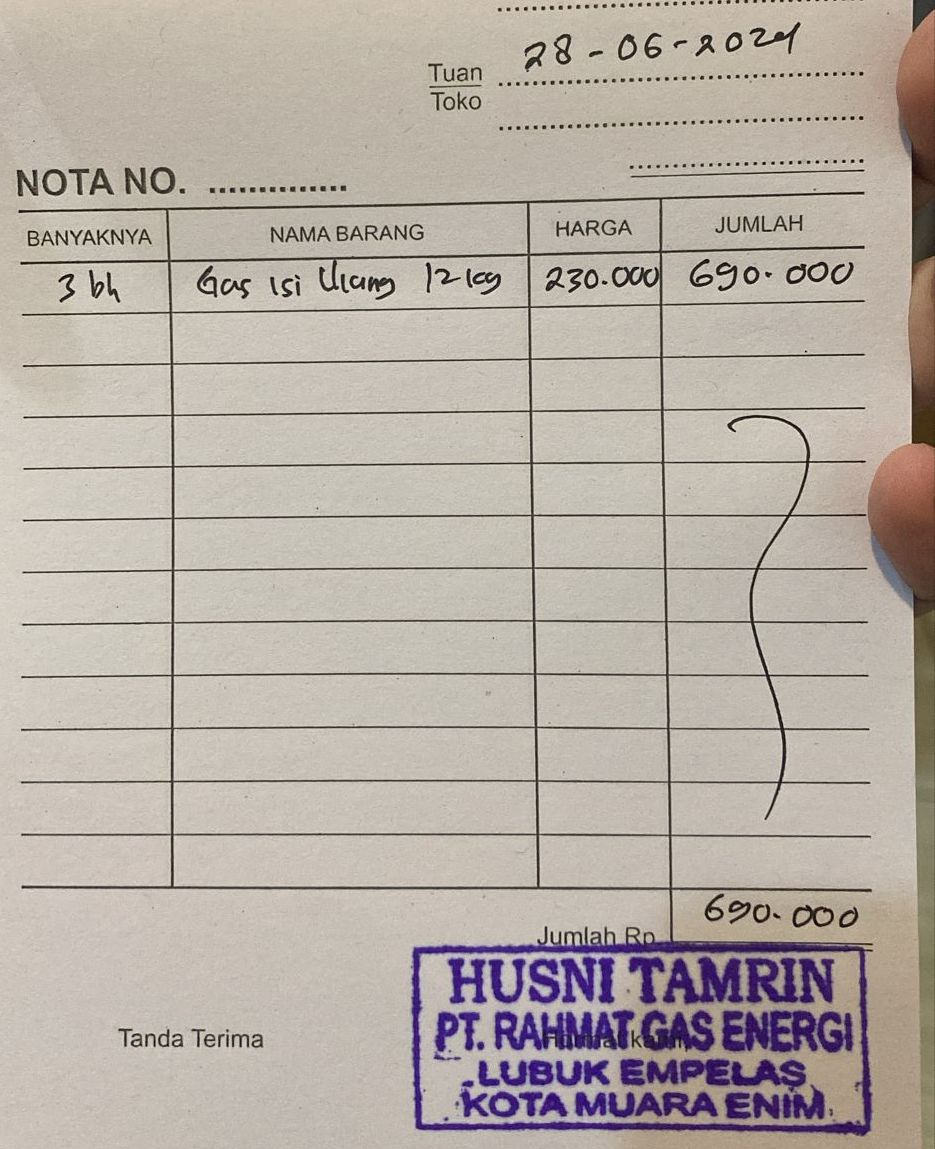 28-06-2024
Tuan
Toko
NOTA NO. ..............
BANYAKNYA NAMA BARANG HARGA JUMLAH
3 bh Gas isi Ulang 12 kg 230.000 690.000
690.000
Jumlah Rp
Tanda Terima
HUSNI TAMRIN
PT. RAHMAT GAS ENERGI
LUBUK EMPELAS
KOTA MUARA ENIM